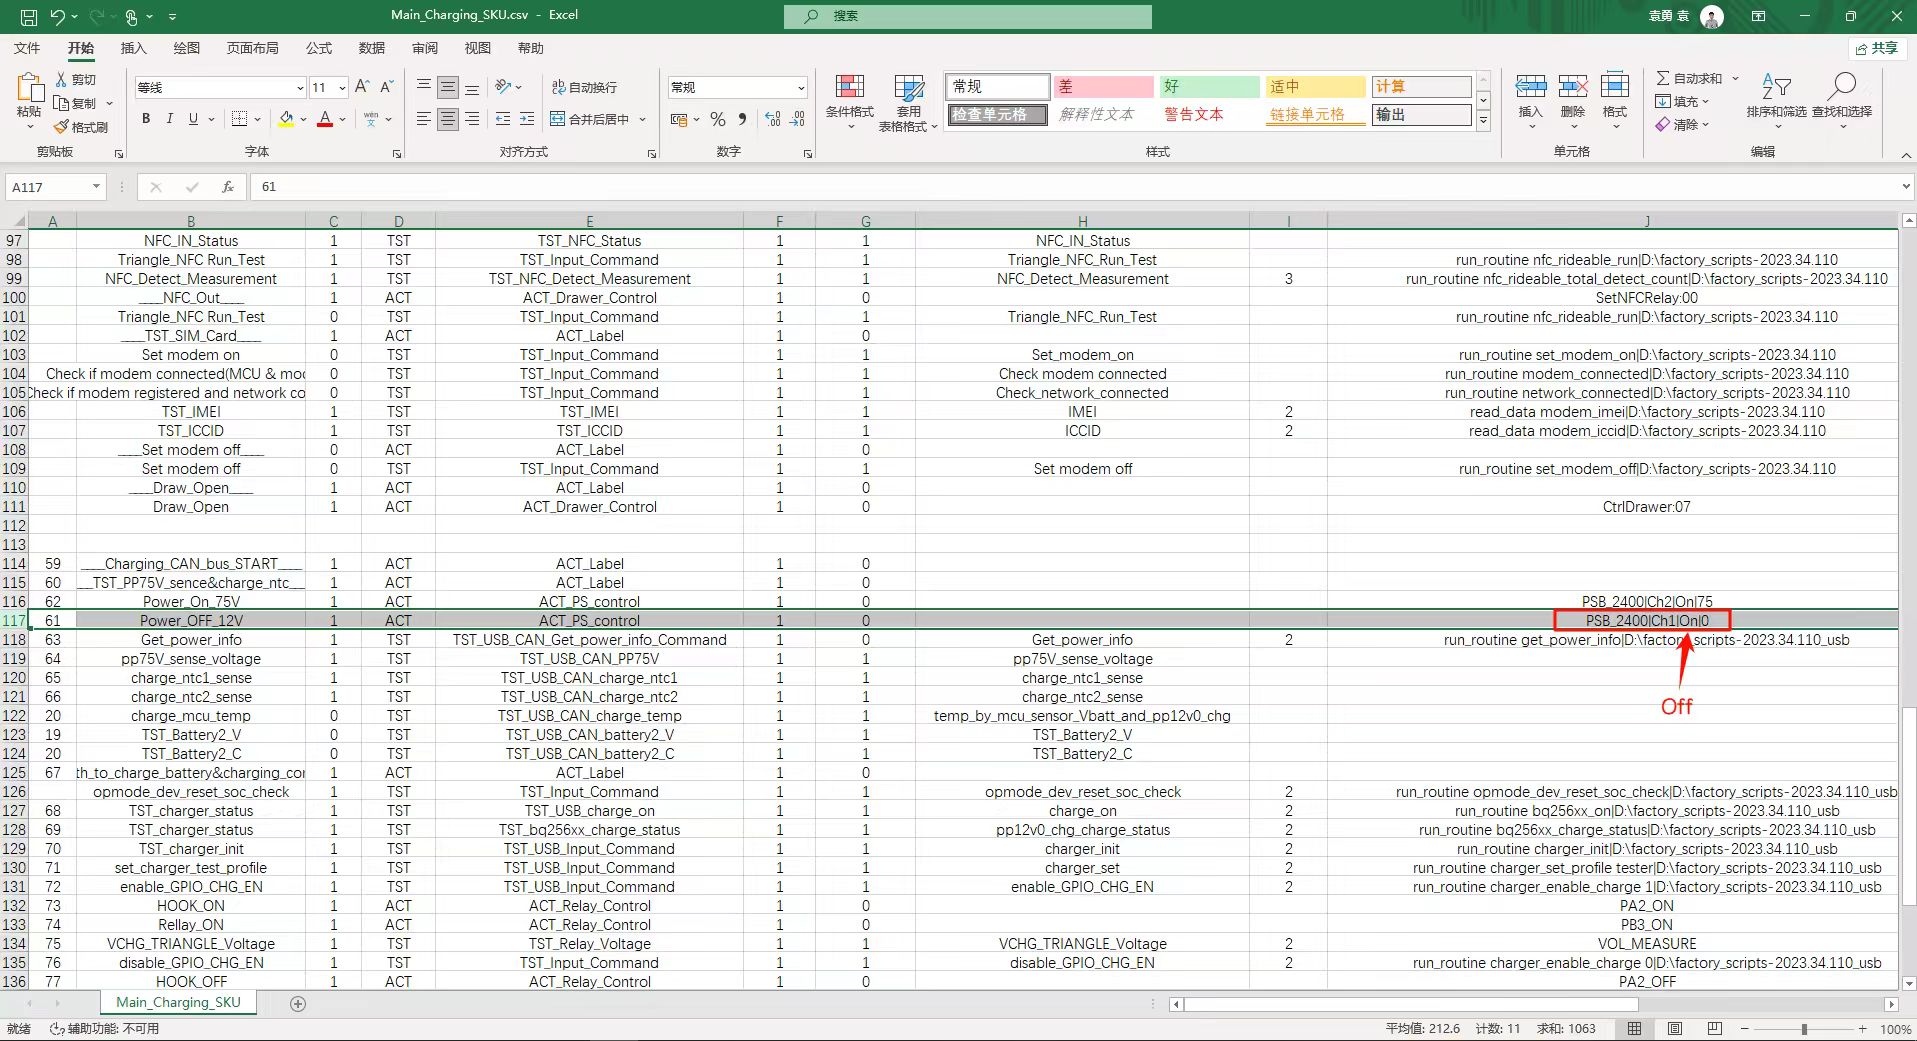 Main_Charging_SKU.csv - Excel
搜索
袁勇 袁
文件 开始 插入 绘图 页面布局 公式 数据 审阅 视图 帮助
共享
粘贴 剪切 复制 格式刷
等线 11
B I U A wén 文
自动换行 合并后居中
常规
% ,
条件格式 套用 表格格式
常规 差 好 适中 计算
检查单元格 解释性文本 警告文本 链接单元格 输出
插入 删除 格式
自动求和 填充 清除
排序和筛选 查找和选择
剪贴板 字体 对齐方式 数字 样式 单元格 编辑
A117 fx 61
A B C D E F G H I J
97 NFC_IN_Status 1 TST TST_NFC_Status 1 1 NFC_IN_Status
98 Triangle_NFC Run_Test 1 TST TST_Input_Command 1 1 Triangle_NFC_Run_Test run_routine nfc_rideable_run|D:\factory_scripts-2023.34.110
99 NFC_Detect_Measurement 1 TST TST_NFC_Detect_Measurement 1 1 NFC_Detect_Measurement 3 run_routine nfc_rideable_total_detect_count|D:\factory_scripts-2023.34.110
100 ____NFC_Out____ 1 ACT ACT_Drawer_Control 1 0 SetNFCRelay:00
101 Triangle_NFC Run_Test 0 TST TST_Input_Command 1 1 Triangle_NFC_Run_Test run_routine nfc_rideable_run|D:\factory_scripts-2023.34.110
102 ____TST_SIM_Card____ 1 ACT ACT_Label 1 0
103 Set modem on 0 TST TST_Input_Command 1 1 Set_modem_on run_routine set_modem_on|D:\factory_scripts-2023.34.110
104 Check if modem connected(MCU & moc 0 TST TST_Input_Command 1 1 Check modem connected run_routine modem_connected|D:\factory_scripts-2023.34.110
105 Check if modem registered and network co 0 TST TST_Input_Command 1 1 Check_network_connected run_routine network_connected|D:\factory_scripts-2023.34.110
106 TST_IMEI 1 TST TST_IMEI 1 1 IMEI 2 read_data modem_imei|D:\factory_scripts-2023.34.110
107 TST_ICCID 1 TST TST_ICCID 1 1 ICCID 2 read_data modem_iccid|D:\factory_scripts-2023.34.110
108 ____Set modem off____ 0 ACT ACT_Label 1 0
109 Set modem off 0 TST TST_Input_Command 1 1 Set modem off run_routine set_modem_off|D:\factory_scripts-2023.34.110
110 ____Draw_Open____ 1 ACT ACT_Label 1 0
111 Draw_Open 1 ACT ACT_Drawer_Control 1 0 CtrlDrawer:07
112
113
114 59 ____Charging_CAN_bus_START____ 1 ACT ACT_Label 1 0
115 60 ___TST_PP75V_sence&charge_ntc___ 1 ACT ACT_Label 1 0
116 62 Power_On_75V 1 ACT ACT_PS_control 1 0 PSB_2400|Ch2|On|75
117 61 Power_OFF_12V 1 ACT ACT_PS_control 1 0 PSB_2400|Ch1|On|0
118 63 Get_power_info 1 TST TST_USB_CAN_Get_power_info_Command 1 0 Get_power_info 2 run_routine get_power_info|D:\factory_scripts-2023.34.110_usb
119 64 pp75V_sense_voltage 1 TST TST_USB_CAN_PP75V 1 1 pp75V_sense_voltage
120 65 charge_ntc1_sense 1 TST TST_USB_CAN_charge_ntc1 1 1 charge_ntc1_sense
121 66 charge_ntc2_sense 1 TST TST_USB_CAN_charge_ntc2 1 1 charge_ntc2_sense
Off
122 20 charge_mcu_temp 0 TST TST_USB_CAN_charge_temp 1 1 temp_by_mcu_sensor_Vbatt_and_pp12v0_chg
123 19 TST_Battery2_V 0 TST TST_USB_CAN_battery2_V 1 1 TST_Battery2_V
124 20 TST_Battery2_C 0 TST TST_USB_CAN_battery2_C 1 1 TST_Battery2_C
125 67 th_to_charge_battery&charging_cor 1 ACT ACT_Label 1 0
126 opmode_dev_reset_soc_check 1 TST TST_Input_Command 1 1 opmode_dev_reset_soc_check 2 run_routine opmode_dev_reset_soc_check|D:\factory_scripts-2023.34.110_usb
127 68 TST_charger_status 1 TST TST_USB_charge_on 1 1 charge_on 2 run_routine bq256xx_on|D:\factory_scripts-2023.34.110_usb
128 69 TST_charger_status 1 TST TST_bq256xx_charge_status 1 1 pp12v0_chg_charge_status 2 run_routine bq256xx_charge_status|D:\factory_scripts-2023.34.110_usb
129 70 TST_charger_init 1 TST TST_USB_Input_Command 1 1 charger_init 2 run_routine charger_init|D:\factory_scripts-2023.34.110_usb
130 71 set_charger_test_profile 1 TST TST_USB_Input_Command 1 1 charger_set 2 run_routine charger_set_profile tester|D:\factory_scripts-2023.34.110_usb
131 72 enable_GPIO_CHG_EN 1 TST TST_USB_Input_Command 1 1 enable_GPIO_CHG_EN 2 run_routine charger_enable_charge 1|D:\factory_scripts-2023.34.110_usb
132 73 HOOK_ON 1 ACT ACT_Relay_Control 1 0 PA2_ON
133 74 Rellay_ON 1 ACT ACT_Relay_Control 1 0 PB3_ON
134 75 VCHG_TRIANGLE_Voltage 1 TST TST_Relay_Voltage 1 1 VCHG_TRIANGLE_Voltage 2 VOL_MEASURE
135 76 disable_GPIO_CHG_EN 1 TST TST_Input_Command 1 1 disable_GPIO_CHG_EN 2 run_routine charger_enable_charge 0|D:\factory_scripts-2023.34.110_usb
136 77 HOOK_OFF 1 ACT ACT_Relay_Control 1 0 PA2_OFF
Main_Charging_SKU
就绪 辅助功能: 不可用 平均值: 212.6 计数: 11 求和: 1063 100%